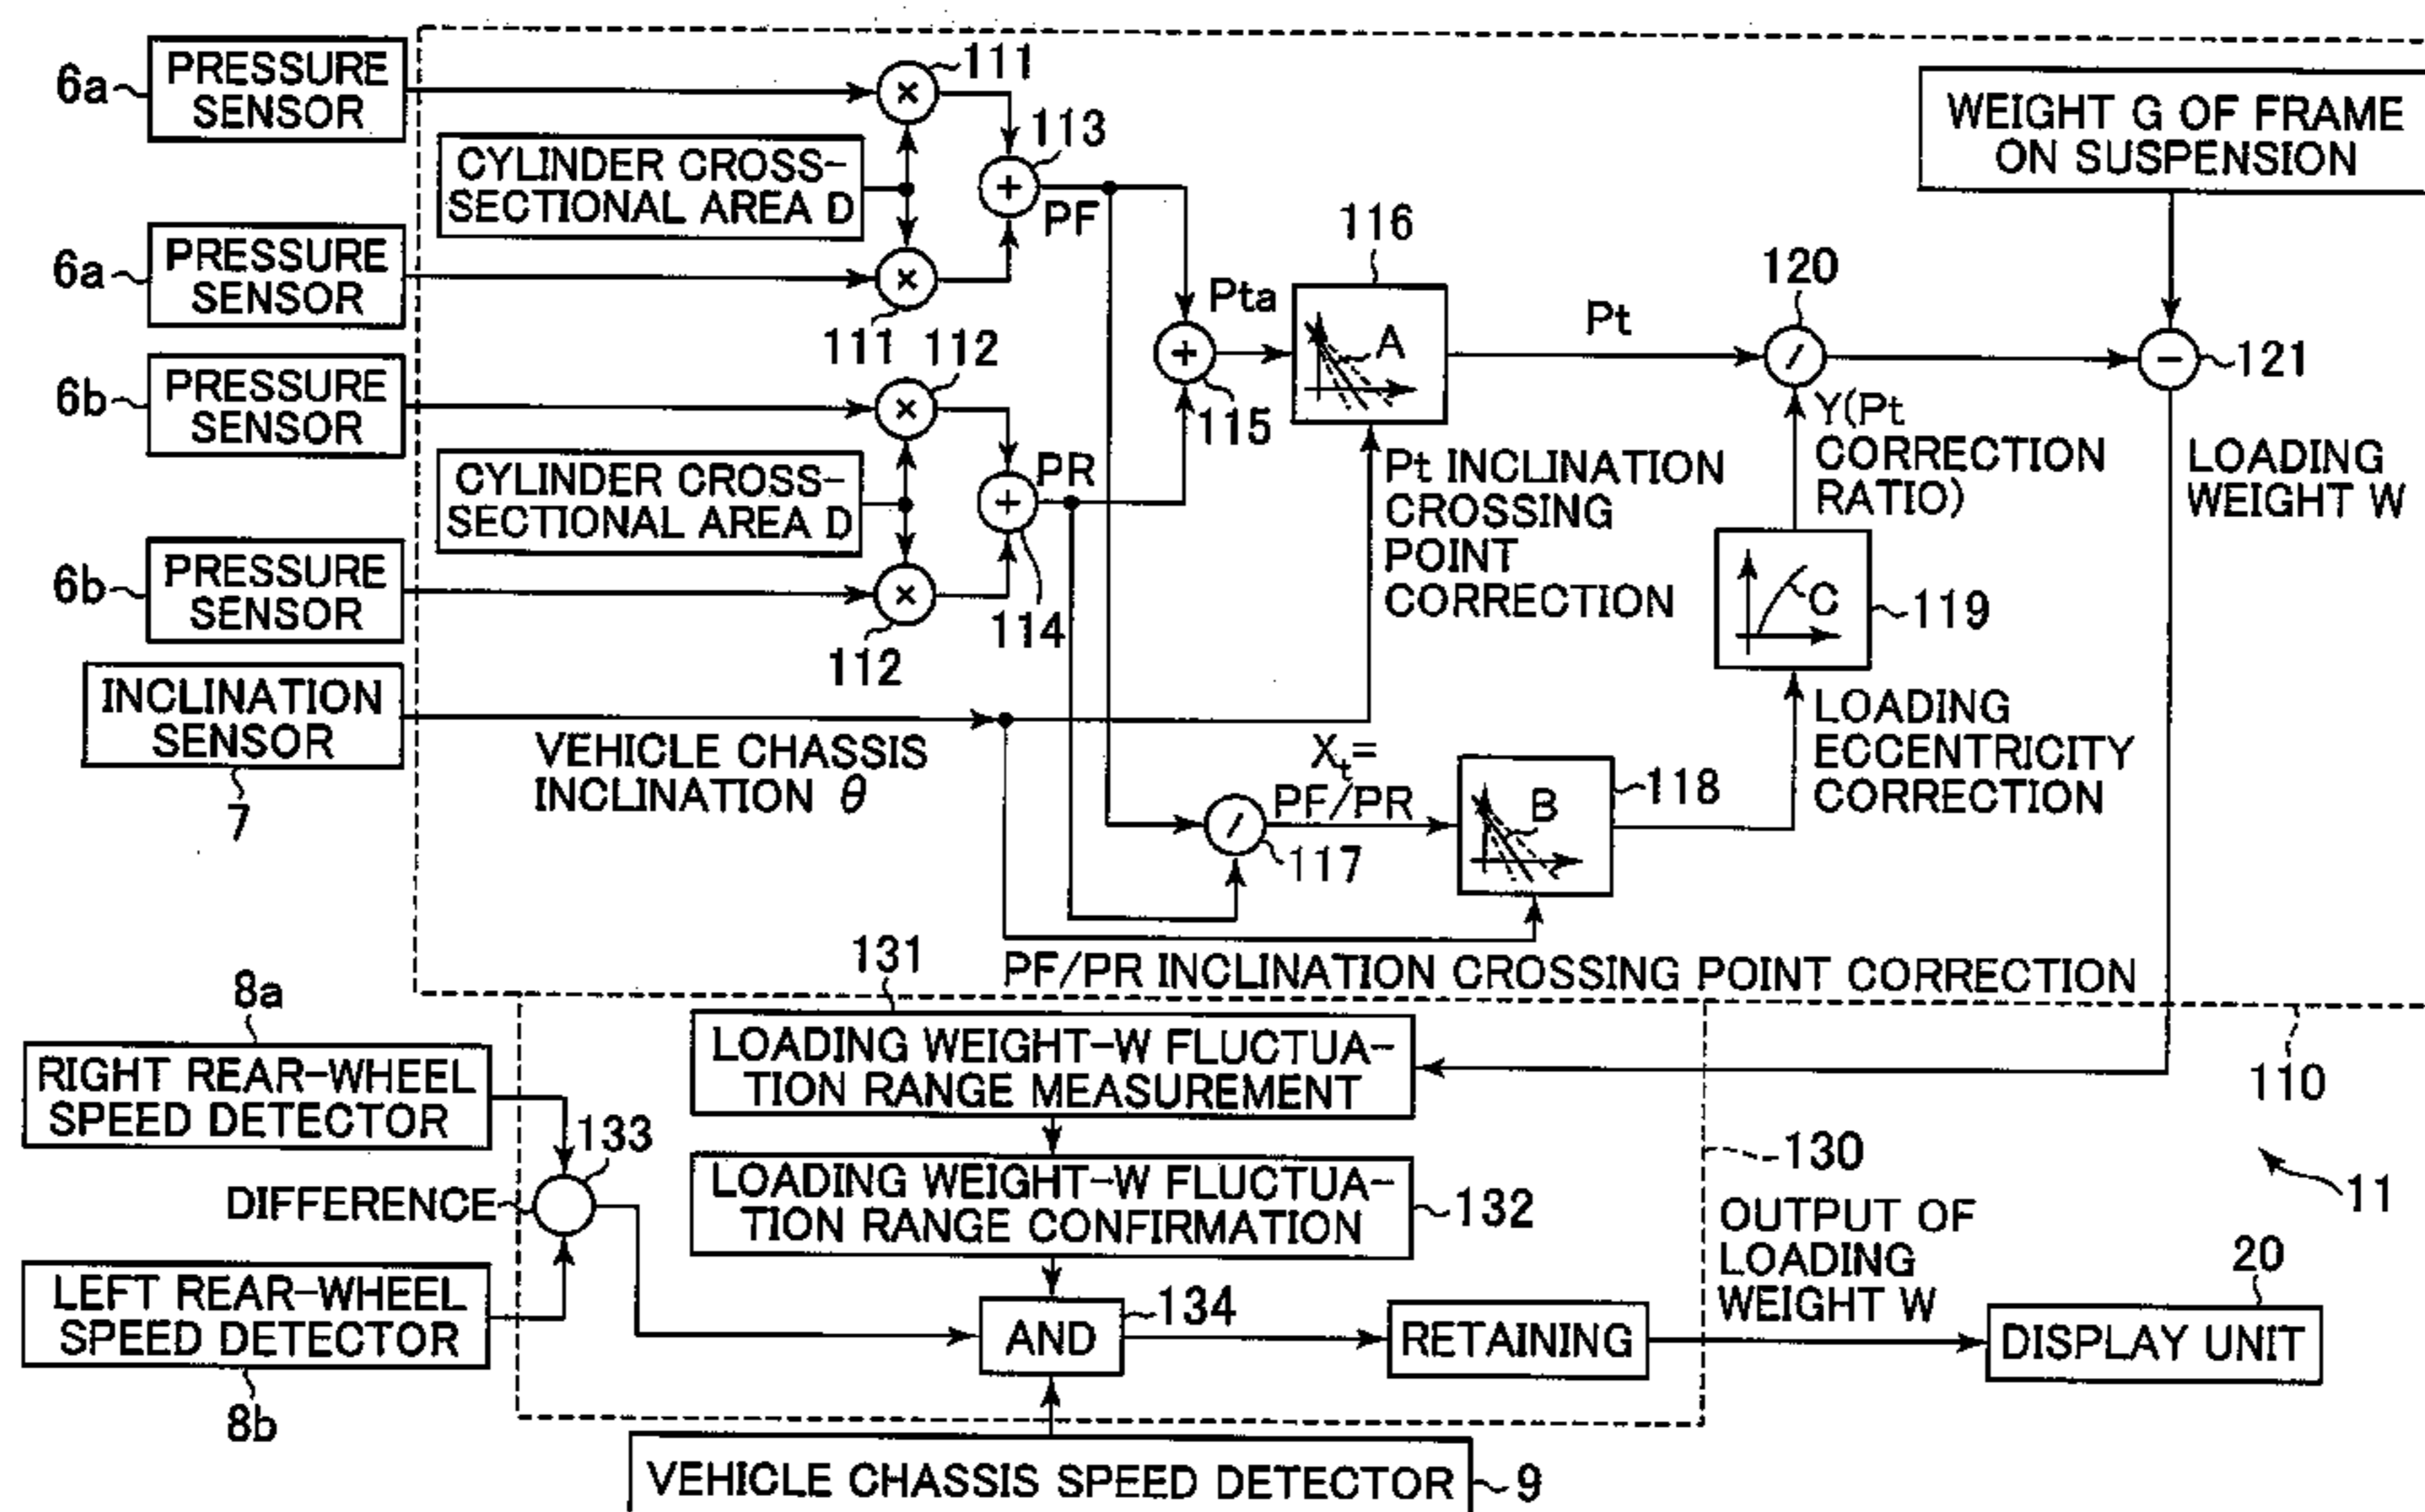 6a
PRESSURE
SENSOR
111
CYLINDER CROSS-
SECTIONAL AREA D
113
+
PF
6a
PRESSURE
SENSOR
×
×
111
WEIGHT G OF FRAME
ON SUSPENSION
116
Pta
A
Pt
120
/
121
−
+
115
6b
PRESSURE
SENSOR
112
×
CYLINDER CROSS-
SECTIONAL AREA D
PR
+
114
6b
PRESSURE
SENSOR
×
112
Pt INCLINATION
CROSSING
POINT
CORRECTION
Y(Pt
CORRECTION
RATIO)
LOADING
WEIGHT W
C
119
INCLINATION
SENSOR
7
VEHICLE CHASSIS
INCLINATION θ
Xt=
PF/PR
/
117
B
118
LOADING
ECCENTRICITY
CORRECTION
PF/PR INCLINATION CROSSING POINT CORRECTION
131
LOADING WEIGHT-W FLUCTUA-
TION RANGE MEASUREMENT
110
8a
RIGHT REAR-WHEEL
SPEED DETECTOR
133
DIFFERENCE
LOADING WEIGHT-W FLUCTUA-
TION RANGE CONFIRMATION
132
130
11
LEFT REAR-WHEEL
SPEED DETECTOR
8b
AND
134
RETAINING
OUTPUT OF
LOADING
WEIGHT W
20
DISPLAY UNIT
VEHICLE CHASSIS SPEED DETECTOR
9